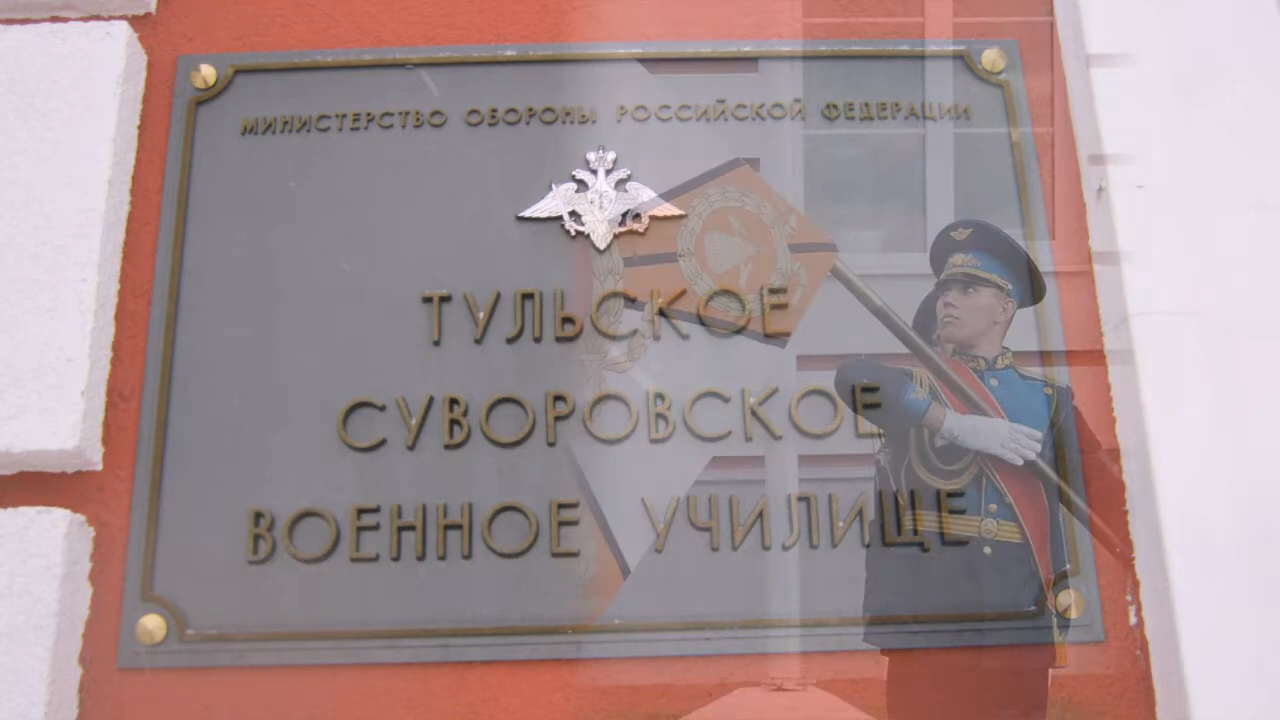 МИНИСТЕРСТВО ОБОРОНЫ РОССИЙСКОЙ ФЕДЕРАЦИИ
ТУЛЬСКОЕ
СУВОРОВСКОЕ
ВОЕННОЕ УЧИЛИЩЕ